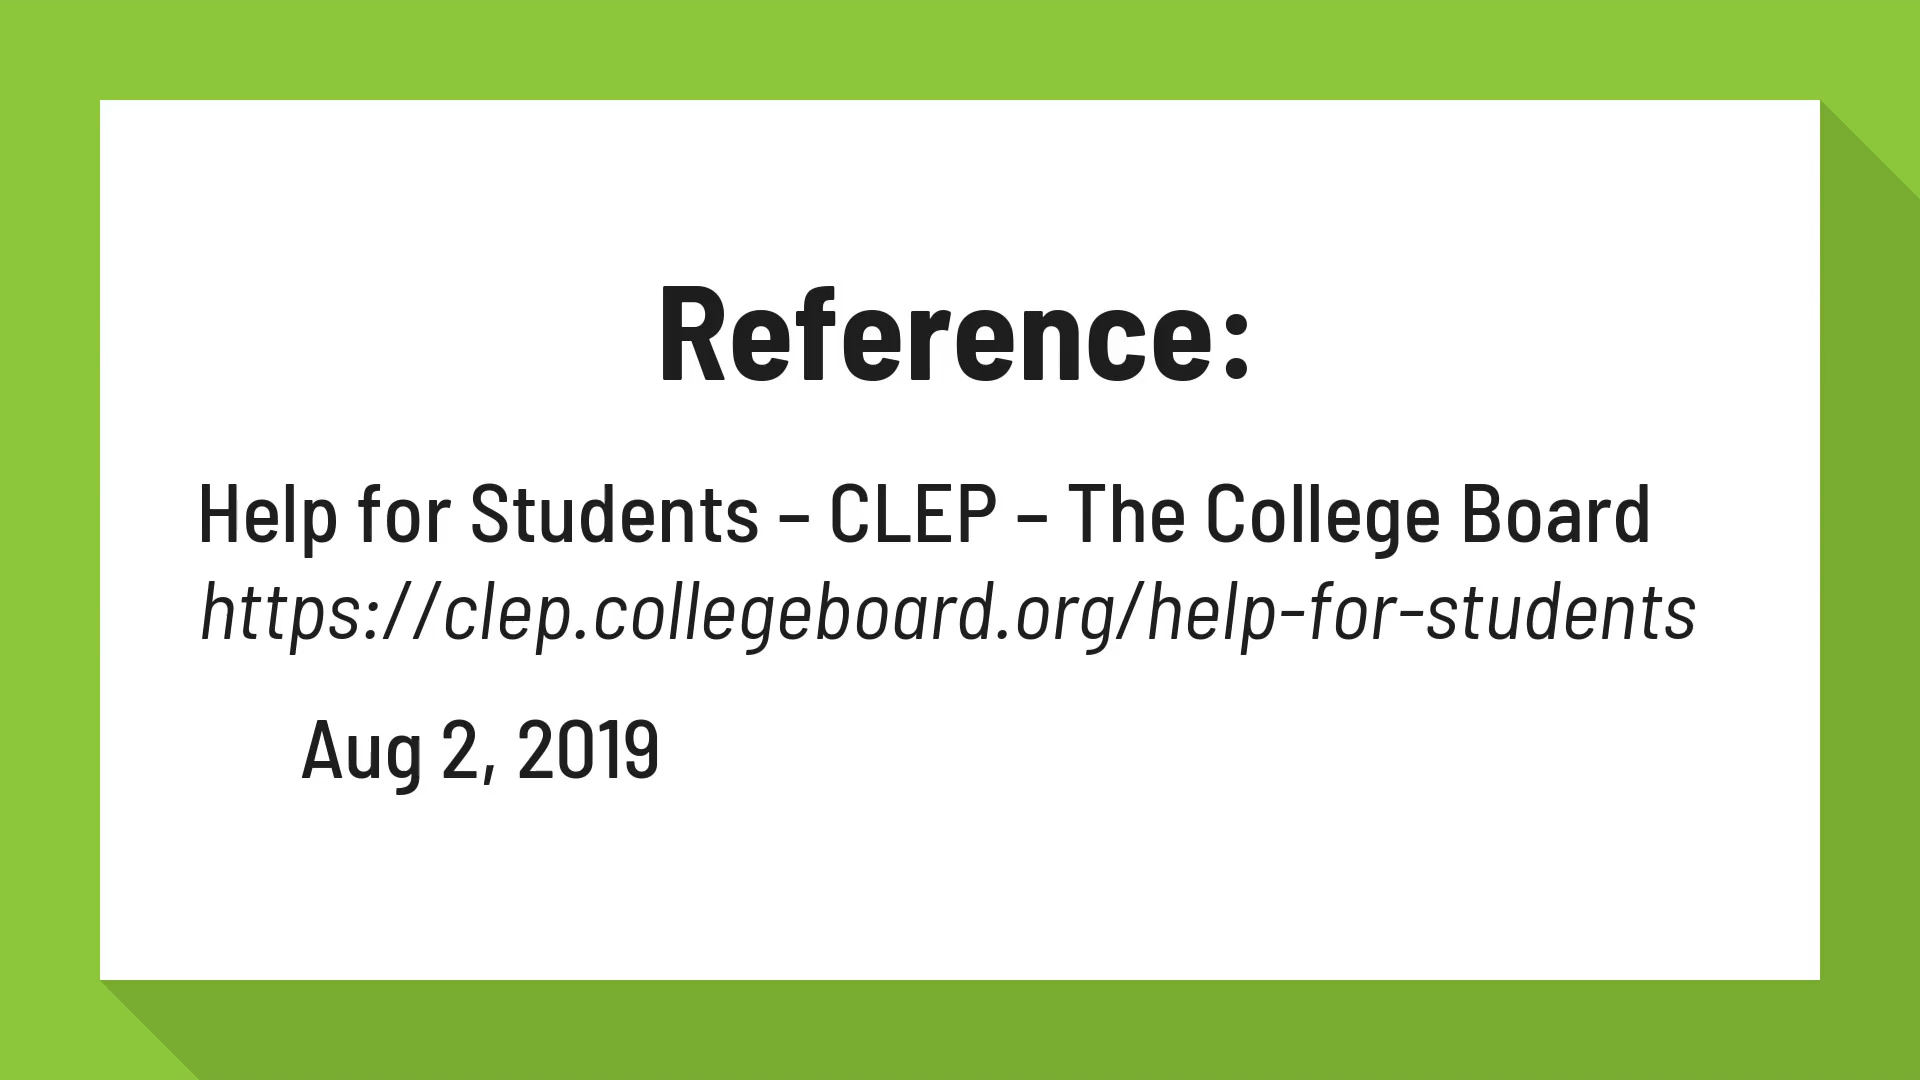 Reference:
Help for Students – CLEP – The College Board
https://clep.collegeboard.org/help-for-students
Aug 2, 2019